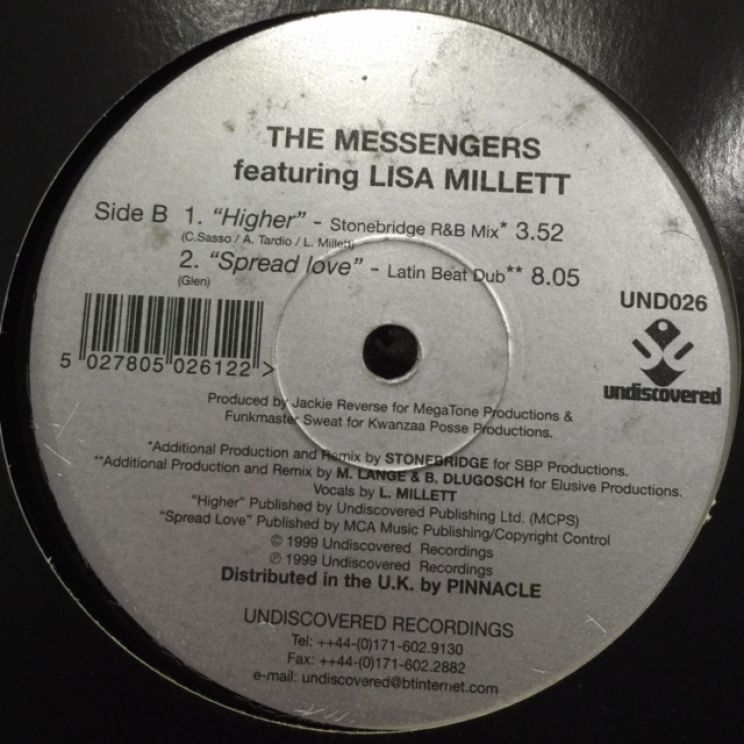 THE MESSENGERS
featuring LISA MILLETT
Side B 1. "Higher" - Stonebridge R&B Mix* 3.52
(C.Sasso / A. Tardio / L. Millett)
2. "Spread love" - Latin Beat Dub** 8.05
(Glen)
UND026
undiscovered
5 027805 026122 >
Produced by Jackie Reverse for MegaTone Productions &
Funkmaster Sweat for Kwanzaa Posse Productions.
*Additional Production and Remix by STONEBRIDGE for SBP Productions.
**Additional Production and Remix by M. LANGE & B. DLUGOSCH for Elusive Productions.
Vocals by L. MILLETT
"Higher" Published by Undiscovered Publishing Ltd. (MCPS)
"Spread Love" Published by MCA Music Publishing/Copyright Control
© 1999 Undiscovered Recordings
℗ 1999 Undiscovered Recordings
Distributed in the U.K. by PINNACLE
UNDISCOVERED RECORDINGS
Tel: ++44-(0)171-602.9130
Fax: ++44-(0)171-602.2882
e-mail: undiscovered@btinternet.com